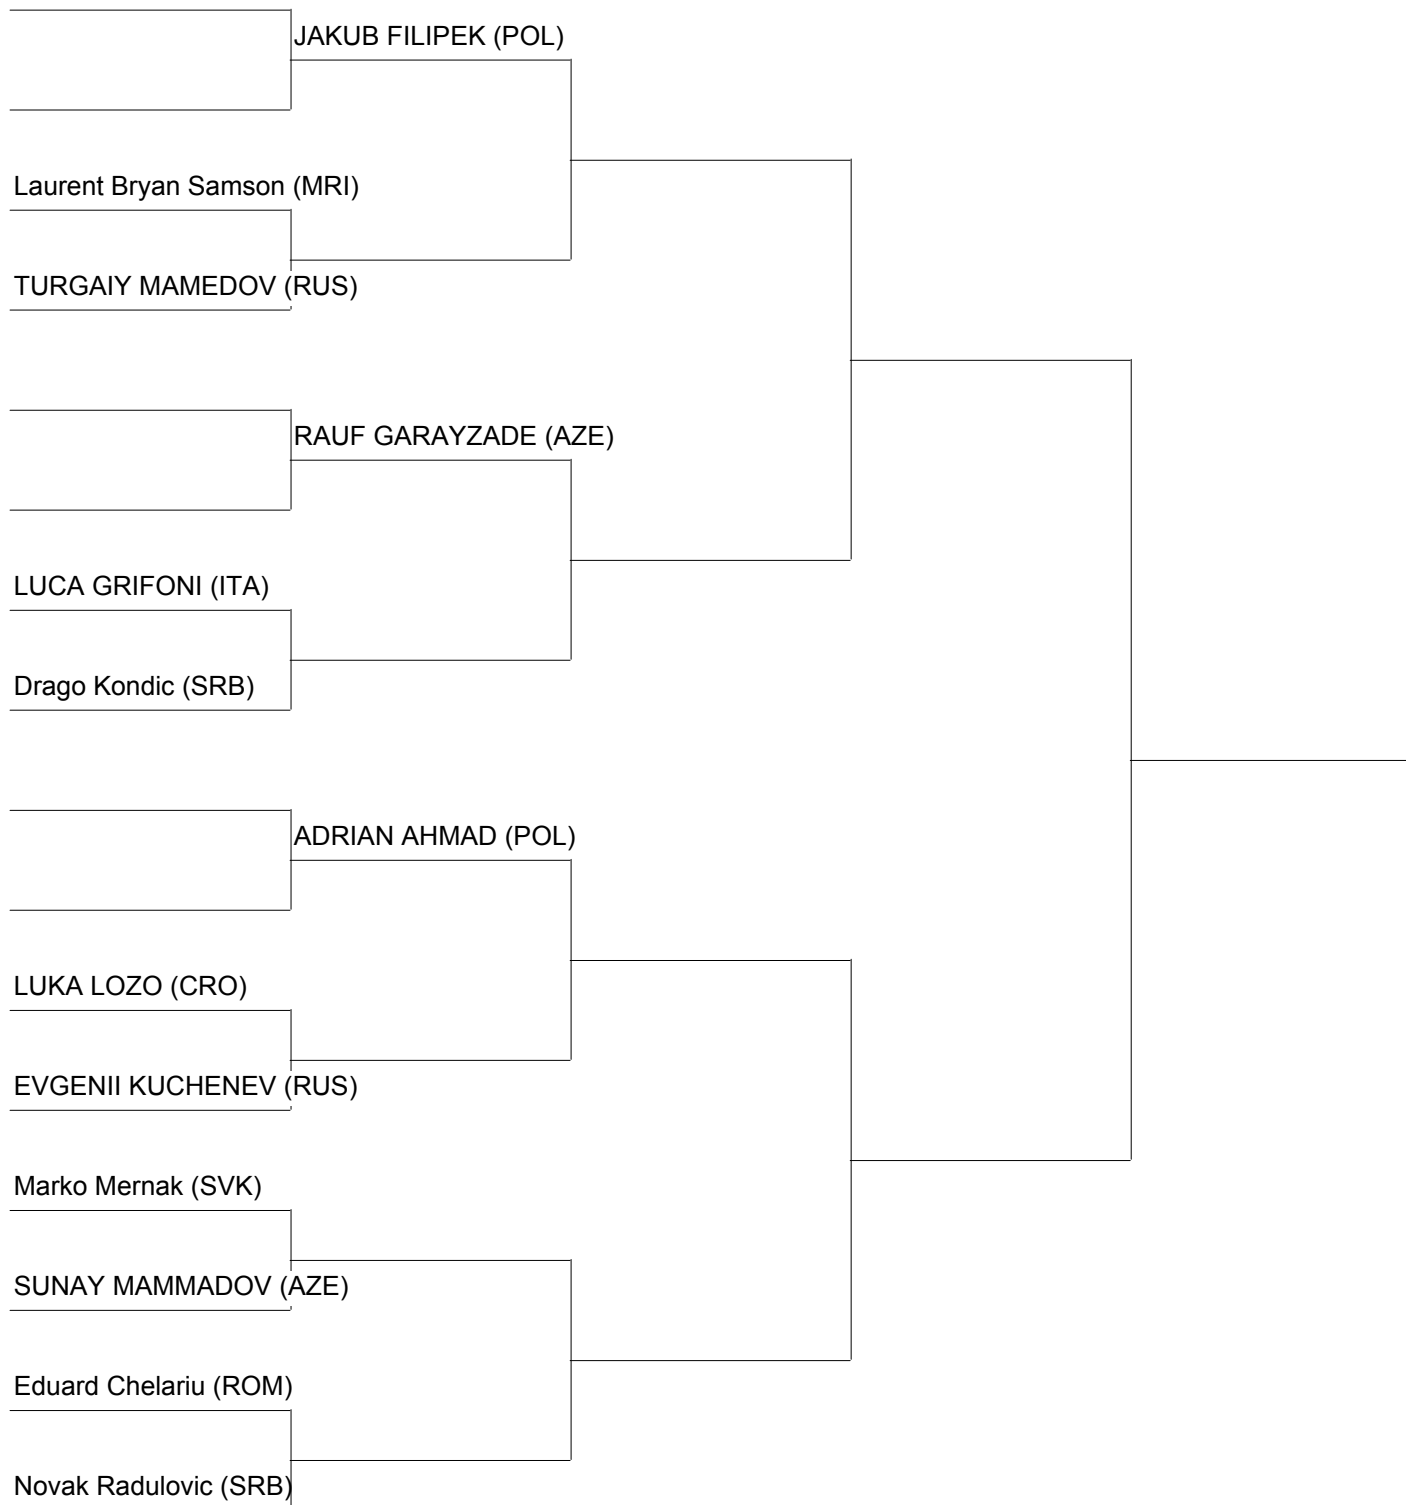 JAKUB FILIPEK (POL)
Laurent Bryan Samson (MRI)
TURGAIY MAMEDOV (RUS)
RAUF GARAYZADE (AZE)
LUCA GRIFONI (ITA)
Drago Kondic (SRB)
ADRIAN AHMAD (POL)
LUKA LOZO (CRO)
EVGENII KUCHENEV (RUS)
Marko Mernak (SVK)
SUNAY MAMMADOV (AZE)
Eduard Chelariu (ROM)
Novak Radulovic (SRB)